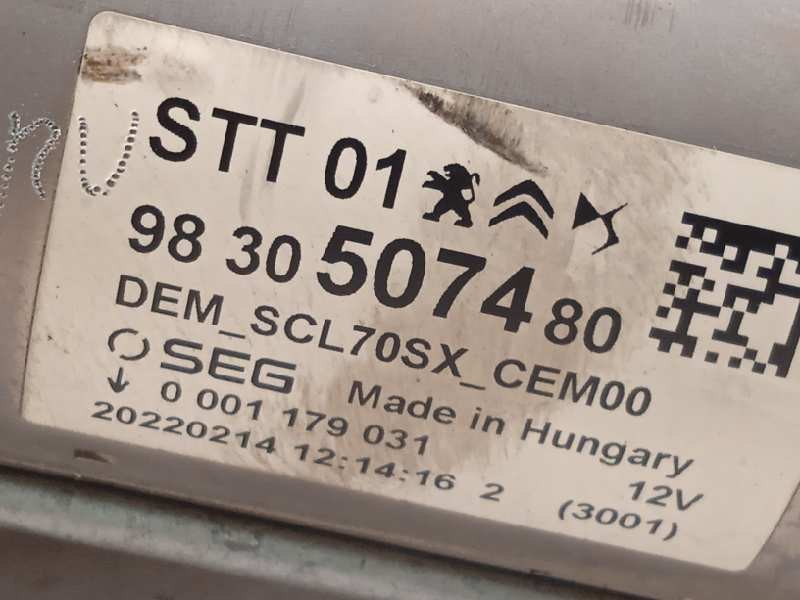 STT 01
98 30 5074 80
DEM_SCL70SX_CEM00
SEG Made in Hungary
0 001 179 031 12V
20220214 12:14:16 2 (3001)